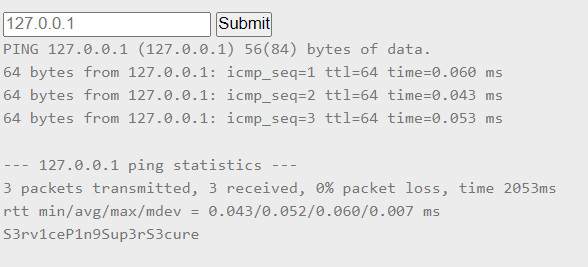 127.0.0.1 Submit
PING 127.0.0.1 (127.0.0.1) 56(84) bytes of data.
64 bytes from 127.0.0.1: icmp_seq=1 ttl=64 time=0.060 ms
64 bytes from 127.0.0.1: icmp_seq=2 ttl=64 time=0.043 ms
64 bytes from 127.0.0.1: icmp_seq=3 ttl=64 time=0.053 ms
--- 127.0.0.1 ping statistics ---
3 packets transmitted, 3 received, 0% packet loss, time 2053ms
rtt min/avg/max/mdev = 0.043/0.052/0.060/0.007 ms
S3rv1ceP1n9Sup3rS3cure